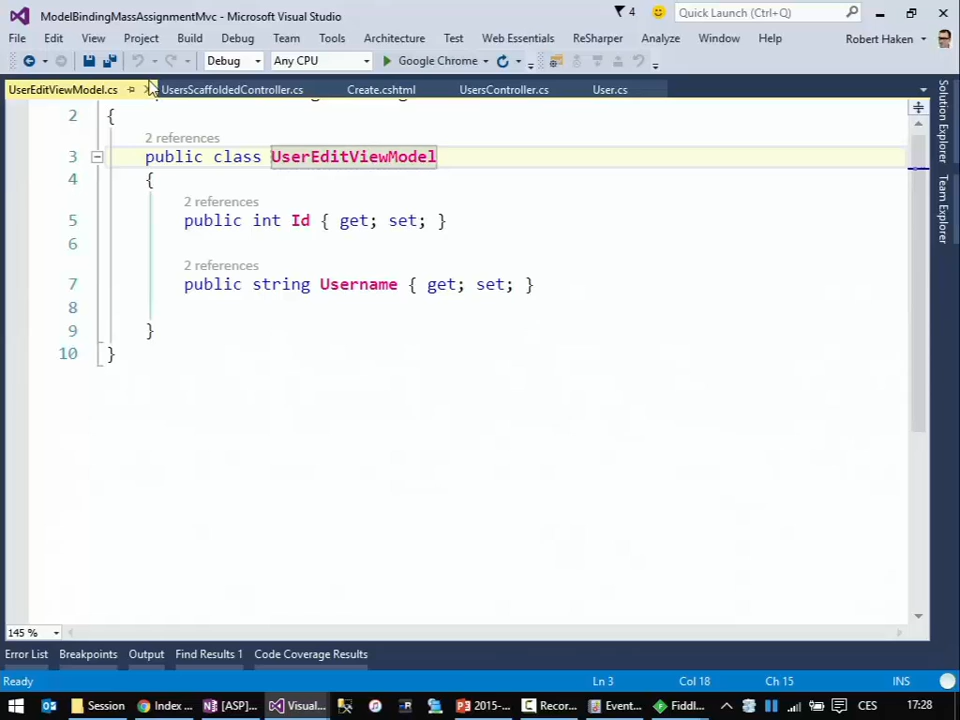 ModelBindingMassAssignmentMvc - Microsoft Visual Studio
4
Quick Launch (Ctrl+Q)
File Edit View Project Build Debug Team Tools Architecture Test Web Essentials ReSharper Analyze Window Help Robert Haken
Debug Any CPU Google Chrome
UserEditViewModel.cs UsersScaffoldedController.cs Create.cshtml UsersController.cs User.cs
2 {
2 references
3 public class UserEditViewModel
4 {
2 references
5 public int Id { get; set; }
6
2 references
7 public string Username { get; set; }
8
9 }
10 }
Solution Explorer
Team Explorer
145 %
Error List Breakpoints Output Find Results 1 Code Coverage Results
Ready Ln 3 Col 18 Ch 15 INS
Session Index ... [ASP]... Visual... 2015-... Recor... Event... Fiddl... CES 17:28